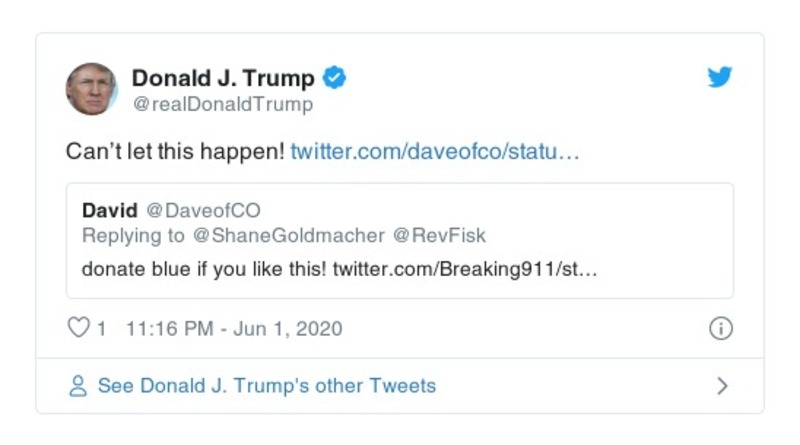 Donald J. Trump
@realDonaldTrump
Can't let this happen! twitter.com/daveofco/statu…
David @DaveofCO
Replying to @ShaneGoldmacher @RevFisk
donate blue if you like this! twitter.com/Breaking911/st…
1 11:16 PM - Jun 1, 2020
See Donald J. Trump's other Tweets